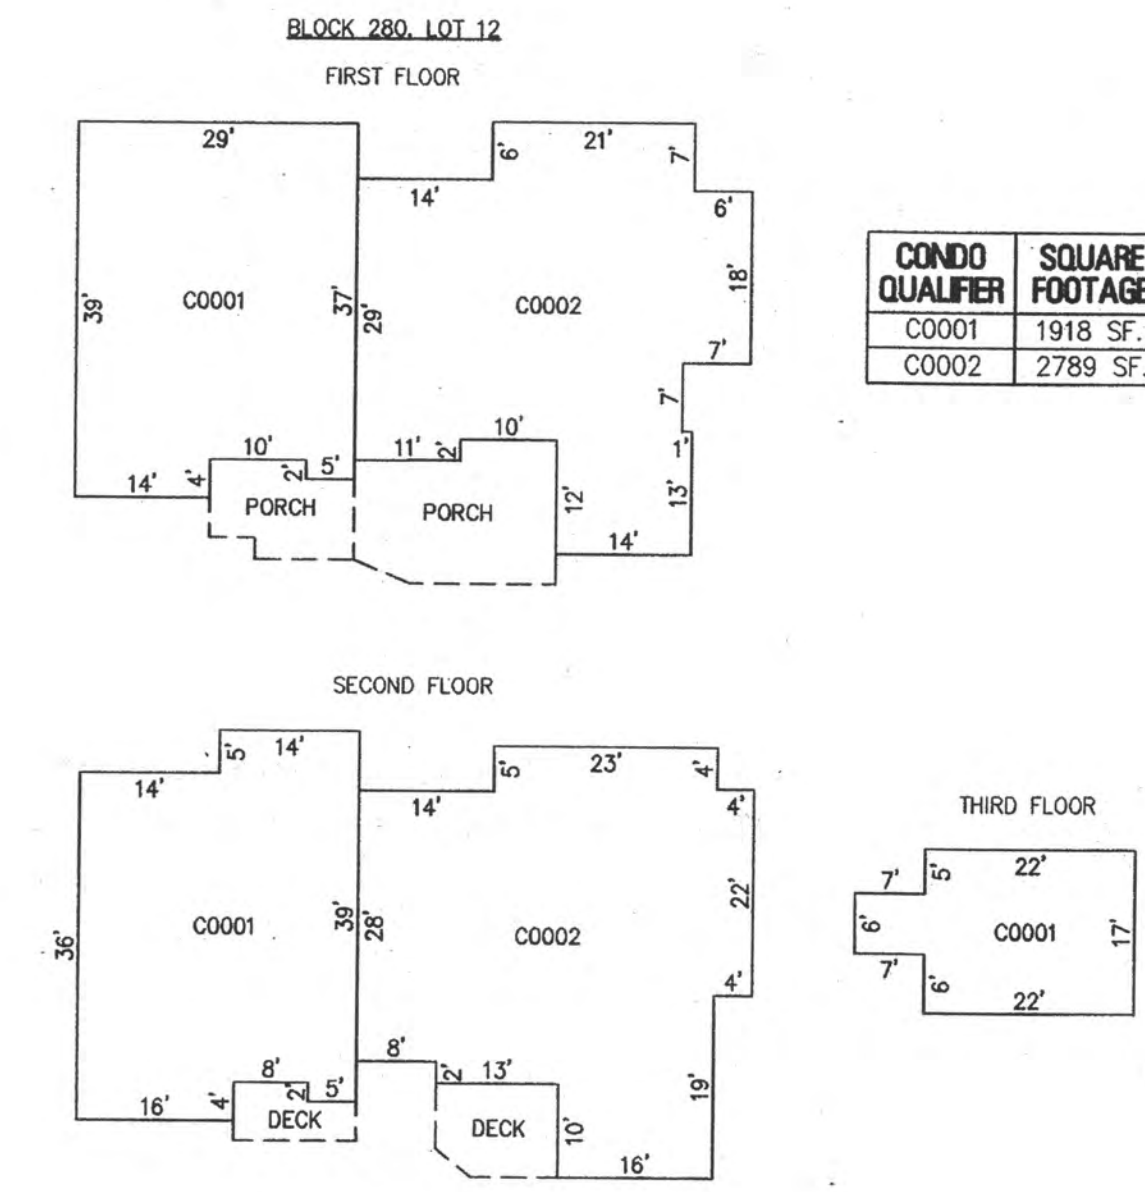 BLOCK 280, LOT 12
FIRST FLOOR
29'
6'
21'
7'
14'
6'
39'
C0001
37'
29'
C0002
18'
7'
7'
10'
2'
5'
11'
2'
10'
1'
14'
4'
PORCH
PORCH
12'
13'
14'
CONDO QUALIFIER
SQUARE FOOTAGE
C0001
1918 SF.
C0002
2789 SF.
SECOND FLOOR
14'
5'
14'
14'
5'
23'
4'
4'
36'
C0001
39'
28'
C0002
22'
4'
8'
2'
5'
8'
2'
13'
19'
16'
4'
DECK
DECK
10'
16'
THIRD FLOOR
7'
5'
22'
6'
C0001
17'
7'
6'
22'